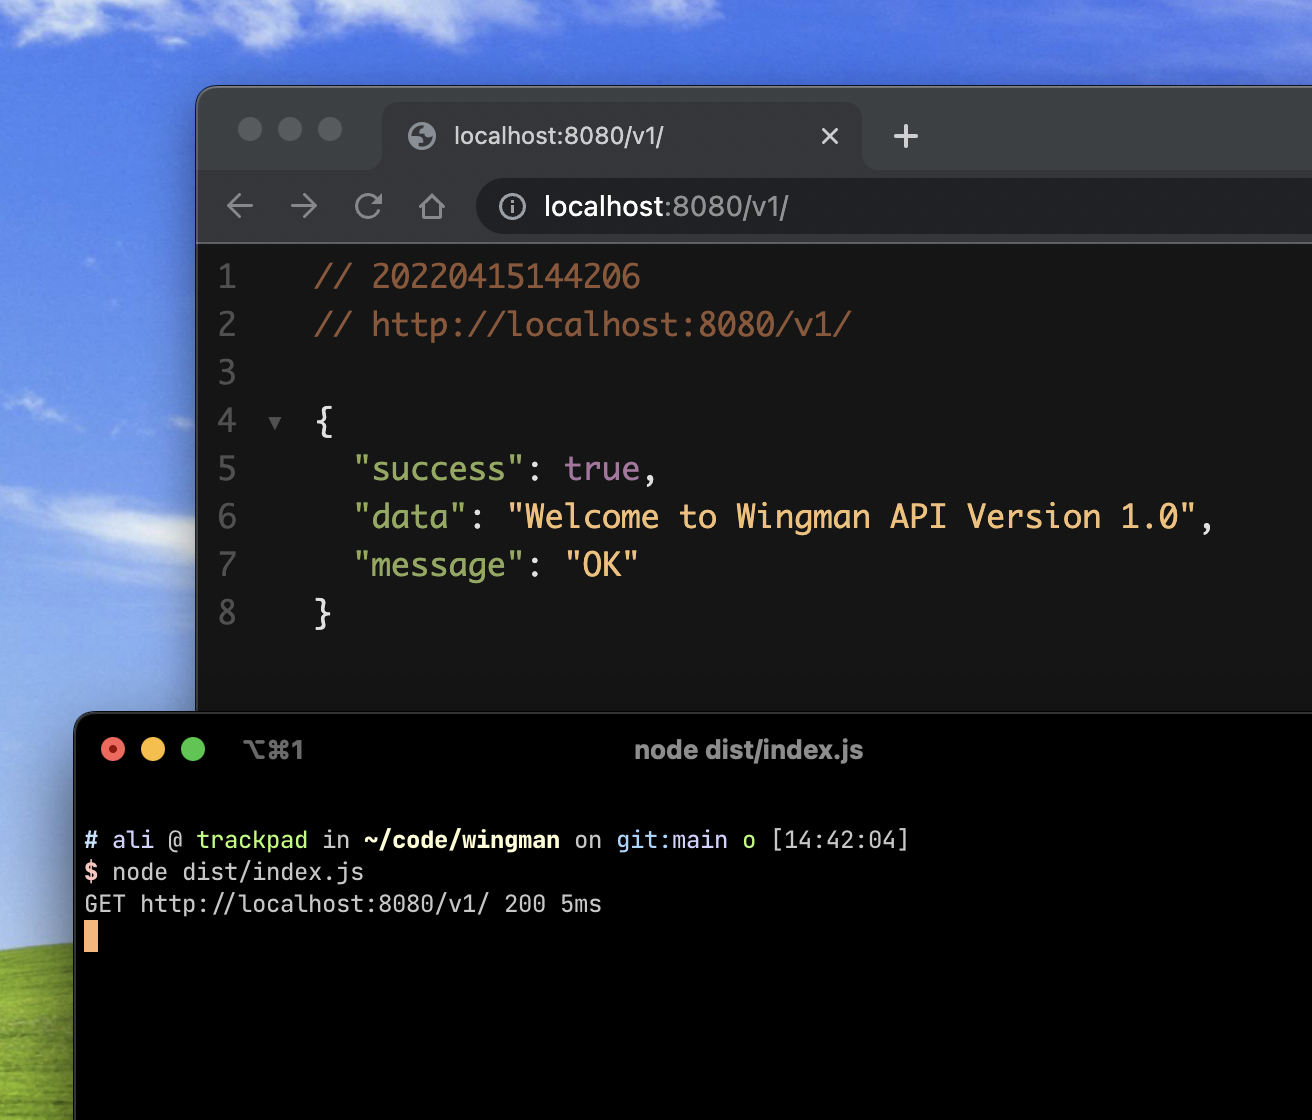 localhost:8080/v1/
localhost:8080/v1/
1 // 20220415144206
2 // http://localhost:8080/v1/
3
4 {
5 "success": true,
6 "data": "Welcome to Wingman API Version 1.0",
7 "message": "OK"
8 }
⌥⌘1 node dist/index.js
# ali @ trackpad in ~/code/wingman on git:main o [14:42:04]
$ node dist/index.js
GET http://localhost:8080/v1/ 200 5ms